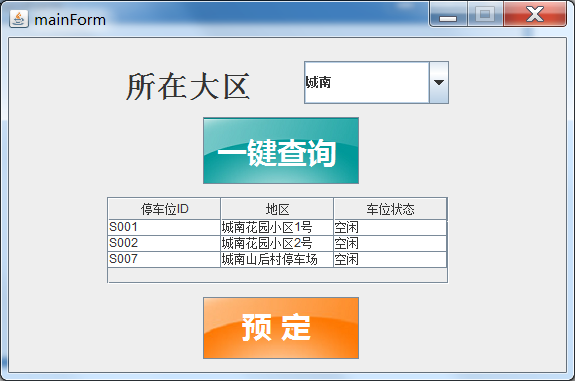 mainForm
所在大区 城南
一键查询
停车位ID 地区 车位状态
S001 城南花园小区1号 空闲
S002 城南花园小区2号 空闲
S007 城南山后村停车场 空闲
预 定